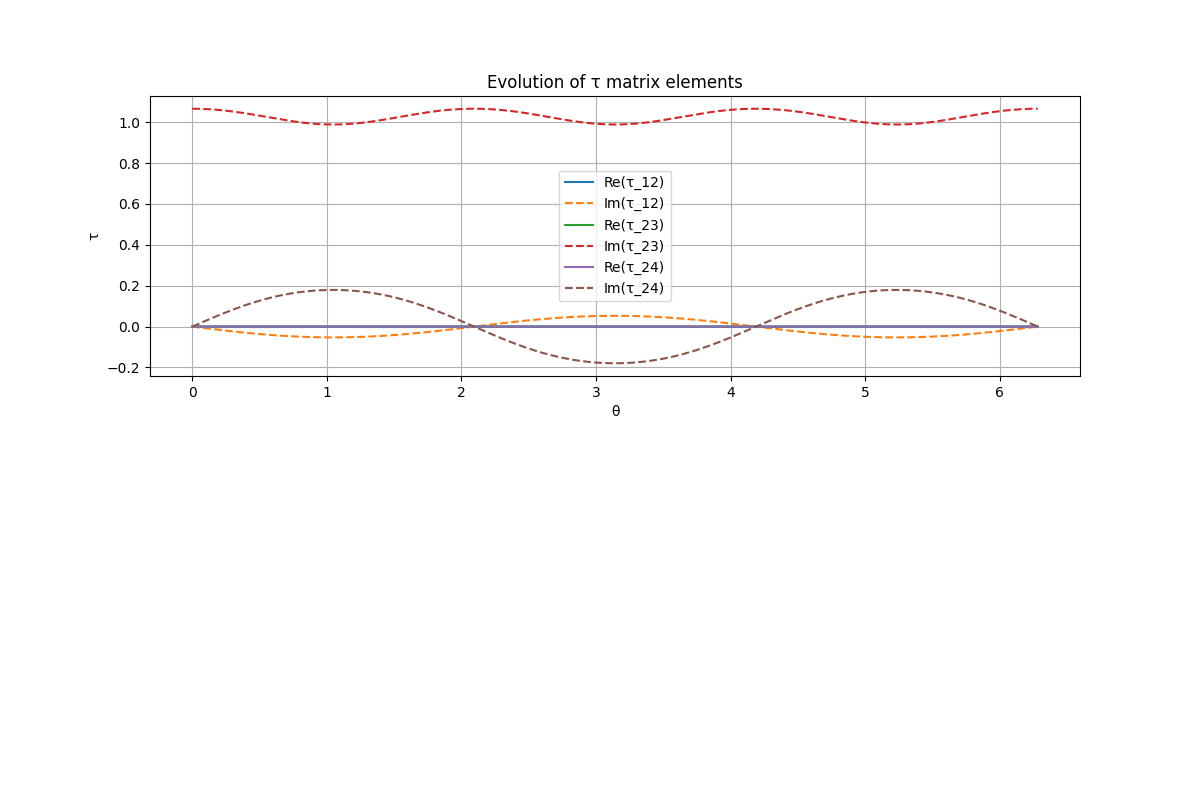 Evolution of τ matrix elements
τ
1.0
0.8
0.6
0.4
0.2
0.0
−0.2
Re(τ_12)
Im(τ_12)
Re(τ_23)
Im(τ_23)
Re(τ_24)
Im(τ_24)
0 1 2 3 4 5 6
θ